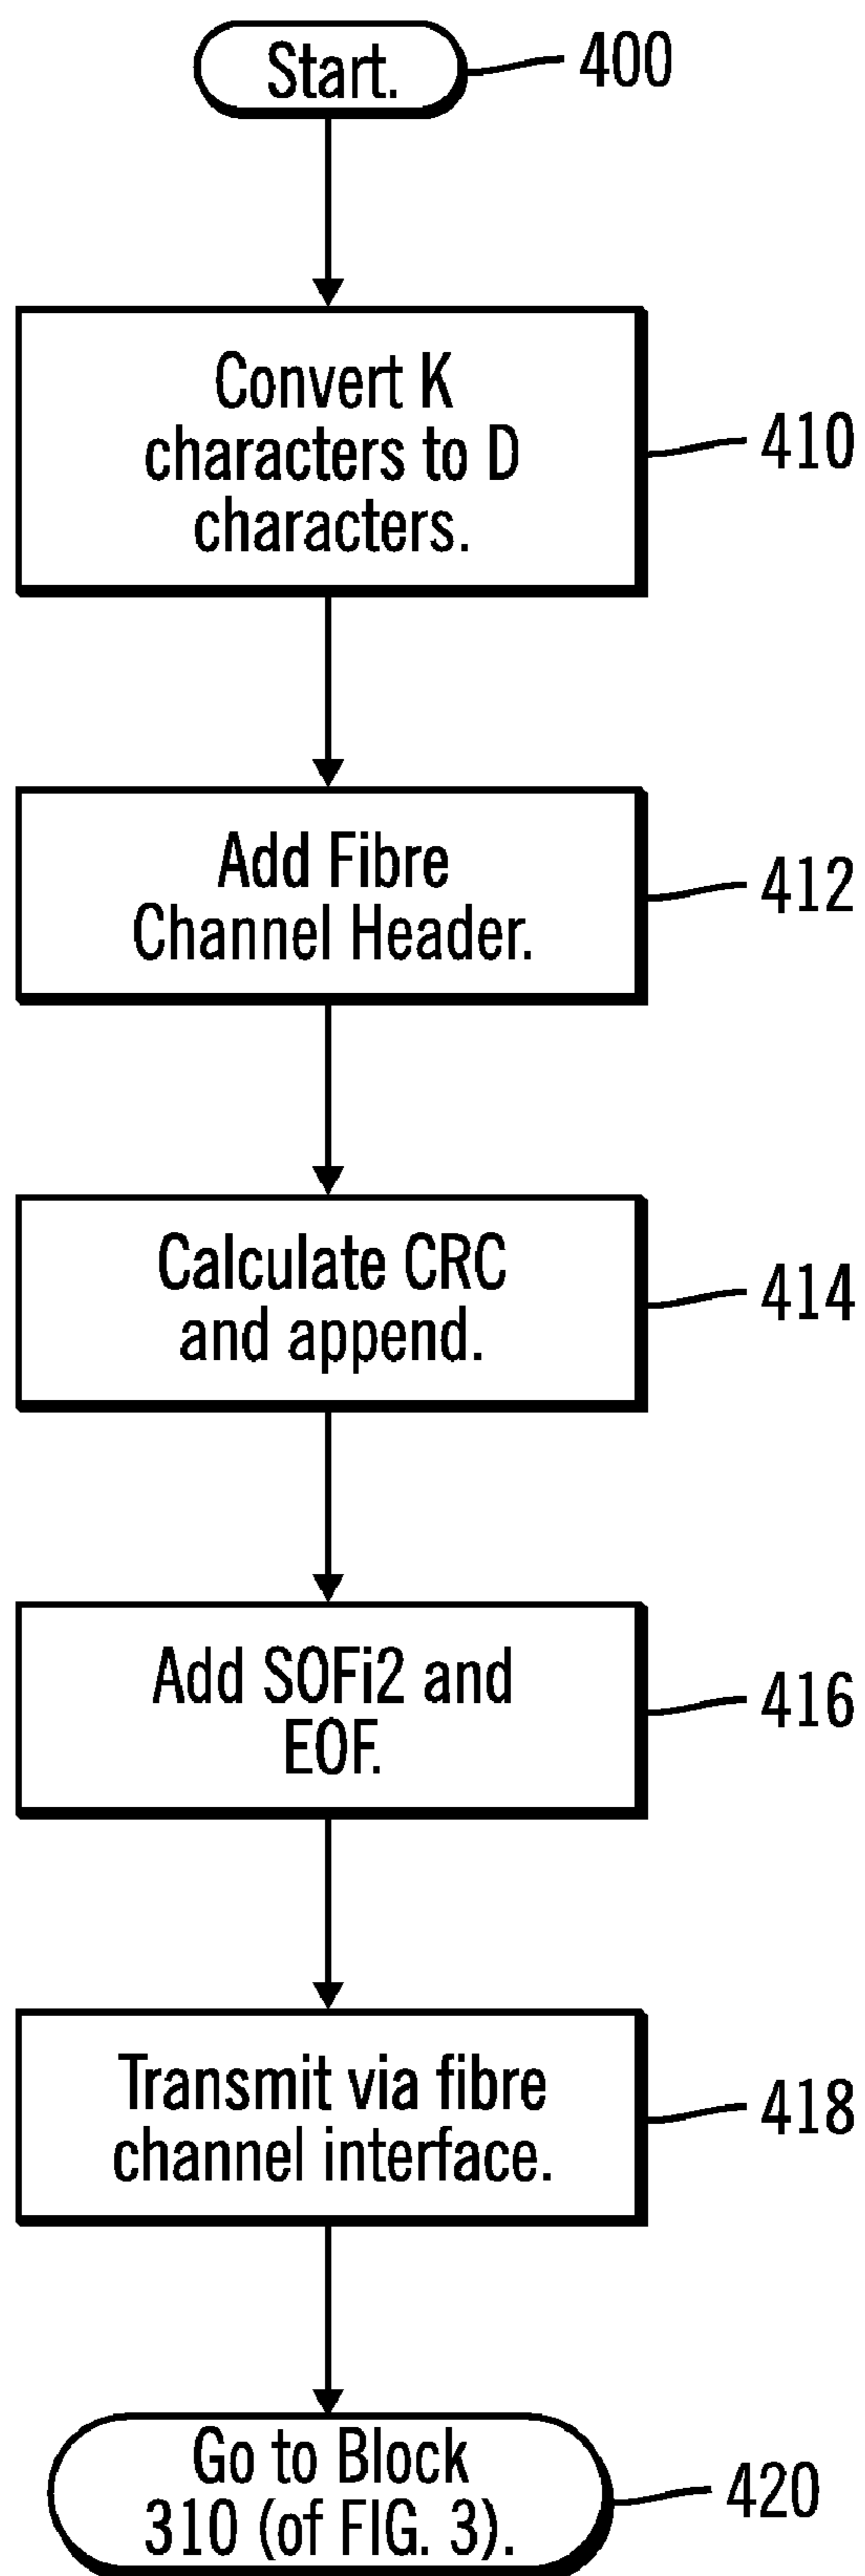 Start.
400
Convert K
characters to D
characters.
410
Add Fibre
Channel Header.
412
Calculate CRC
and append.
414
Add SOFi2 and
EOF.
416
Transmit via fibre
channel interface.
418
Go to Block
310 (of FIG. 3).
420